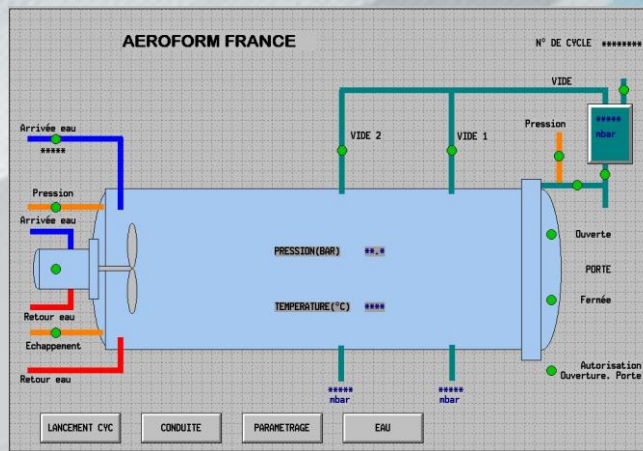 AEROFORM FRANCE
N° DE CYCLE ********
VIDE
*****
mbar
Arrivée eau
*****
Pression
VIDE 2
VIDE 1
Pression
Arrivée eau
Ouverte
PRESSION(BAR) **.*
PORTE
Fermée
TEMPERATURE(°C) ****
Retour eau
Echappement
Retour eau
Autorisation
Ouverture. Porte
*****
mbar
*****
mbar
LANCEMENT CYC
CONDUITE
PARAMETRAGE
EAU